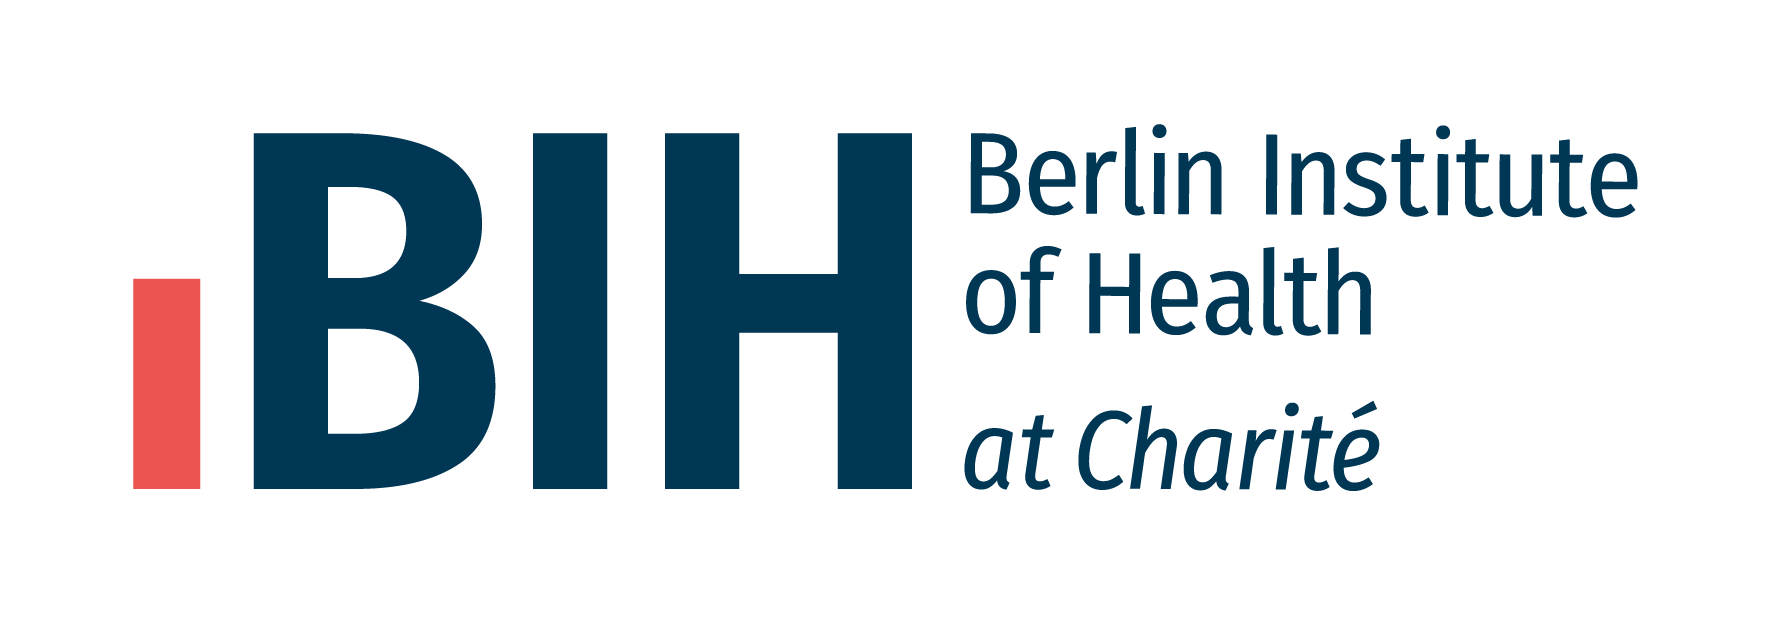 BIH
Berlin Institute
of Health
at Charité